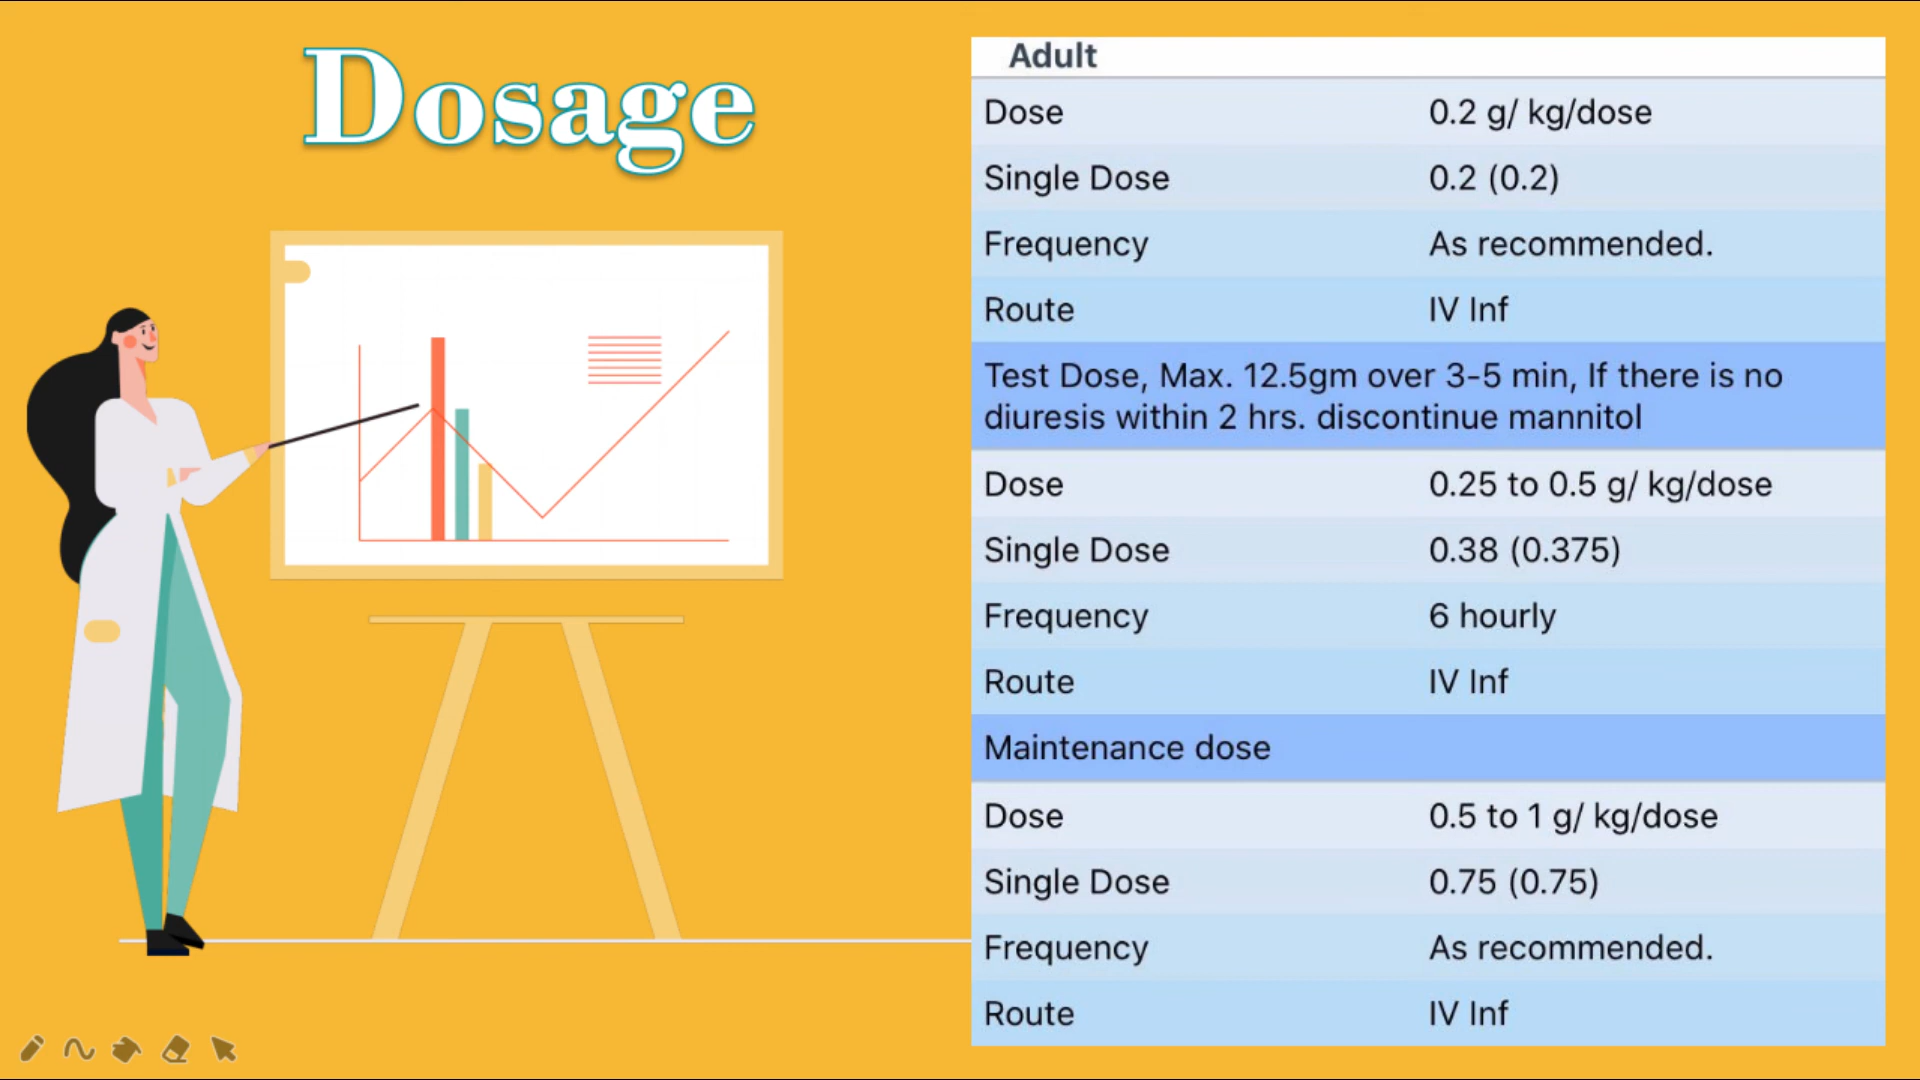 Dosage
Adult
Dose 0.2 g/ kg/dose
Single Dose 0.2 (0.2)
Frequency As recommended.
Route IV Inf
Test Dose, Max. 12.5gm over 3-5 min, If there is no
diuresis within 2 hrs. discontinue mannitol
Dose 0.25 to 0.5 g/ kg/dose
Single Dose 0.38 (0.375)
Frequency 6 hourly
Route IV Inf
Maintenance dose
Dose 0.5 to 1 g/ kg/dose
Single Dose 0.75 (0.75)
Frequency As recommended.
Route IV Inf